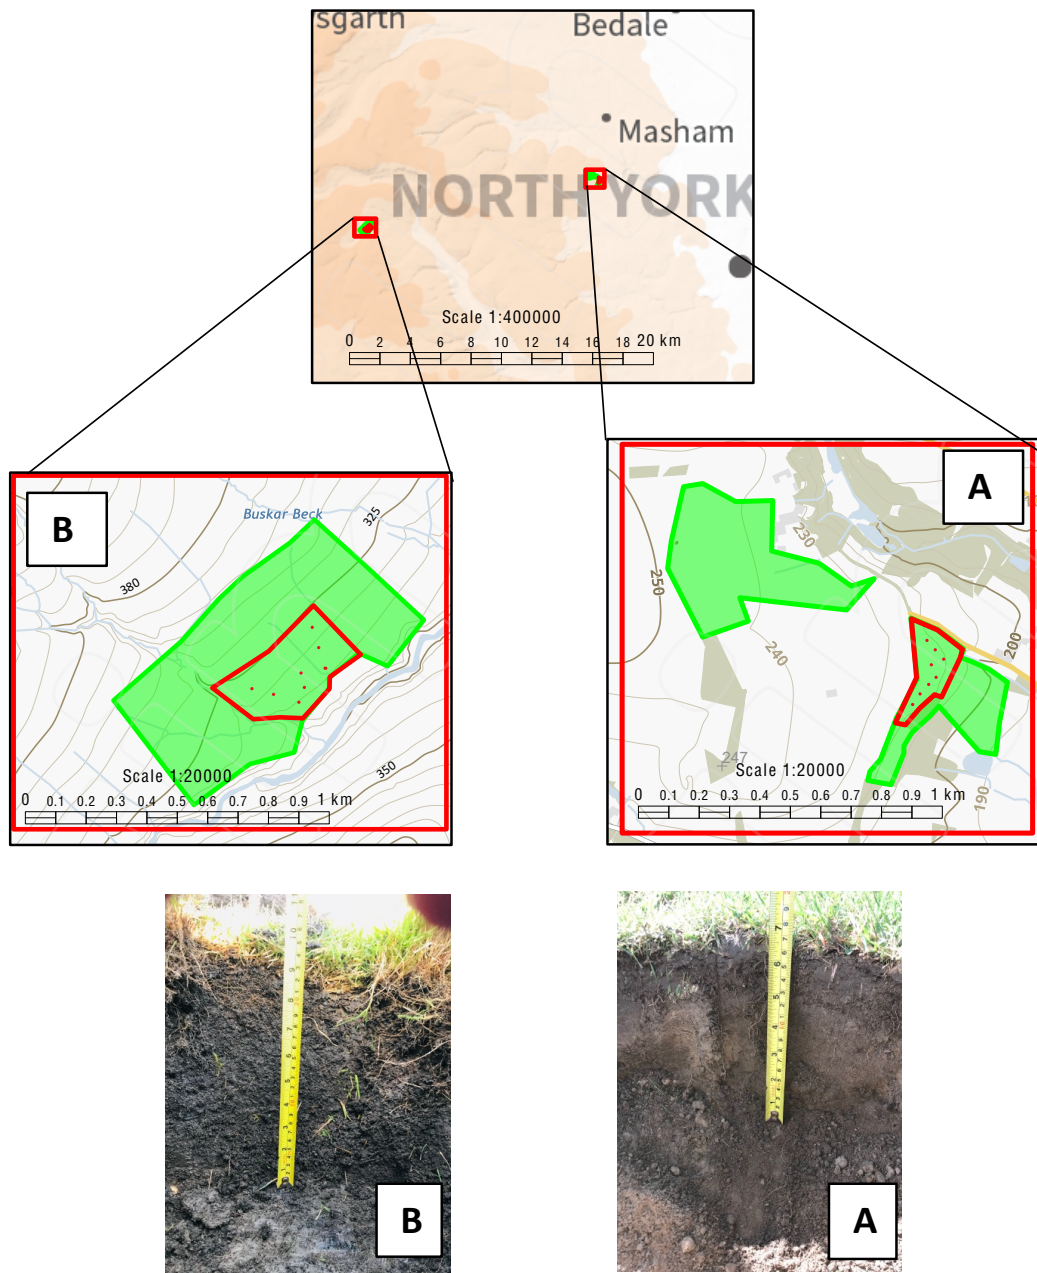 sgarth
Bedale
Masham
NORTH YORK
Scale 1:400000
0 2 4 6 8 10 12 14 16 18 20 km
B
Buskar Beck
325
380
350
Scale 1:20000
0 0.1 0.2 0.3 0.4 0.5 0.6 0.7 0.8 0.9 1 km
A
230
250
240
200
247
190
Scale 1:20000
0 0.1 0.2 0.3 0.4 0.5 0.6 0.7 0.8 0.9 1 km
B
A